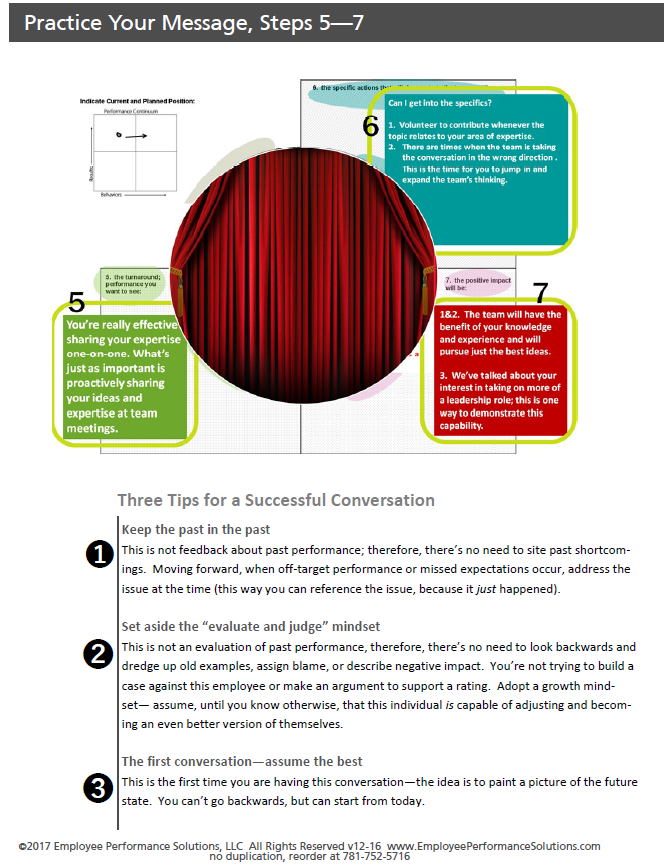 Practice Your Message, Steps 5—7
Indicate Current and Planned Position:
Performance Continuum
Results
Behaviors
6. the specific actions
6
Can I get into the specifics?
1. Volunteer to contribute whenever the
topic relates to your area of expertise.
2. There are times when the team is taking
the conversation in the wrong direction .
This is the time for you to jump in and
expand the team's thinking.
5. the turnaround;
performance you
want to see:
5
You're really effective
sharing your expertise
one-on-one. What's
just as important is
proactively sharing
your ideas and
expertise at team
meetings.
7. the positive impact
will be:
7
1&2. The team will have the
benefit of your knowledge
and experience and will
pursue just the best ideas.
3. We've talked about your
interest in taking on more of
a leadership role; this is one
way to demonstrate this
capability.
Three Tips for a Successful Conversation
1
Keep the past in the past
This is not feedback about past performance; therefore, there's no need to site past shortcom-
ings. Moving forward, when off-target performance or missed expectations occur, address the
issue at the time (this way you can reference the issue, because it just happened).
2
Set aside the "evaluate and judge" mindset
This is not an evaluation of past performance, therefore, there's no need to look backwards and
dredge up old examples, assign blame, or describe negative impact. You're not trying to build a
case against this employee or make an argument to support a rating. Adopt a growth mind-
set— assume, until you know otherwise, that this individual is capable of adjusting and becom-
ing an even better version of themselves.
3
The first conversation—assume the best
This is the first time you are having this conversation—the idea is to paint a picture of the future
state. You can't go backwards, but can start from today.
©2017 Employee Performance Solutions, LLC All Rights Reserved v12-16 www.EmployeePerformanceSolutions.com
no duplication, reorder at 781-752-5716